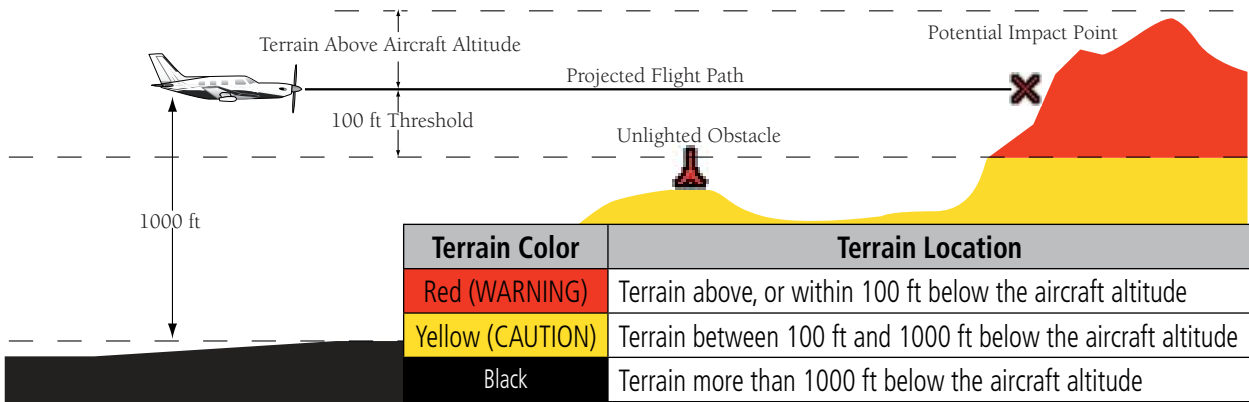 Terrain Above Aircraft Altitude
Potential Impact Point
Projected Flight Path
100 ft Threshold
Unlighted Obstacle
1000 ft
Terrain Color
Terrain Location
Red (WARNING)
Terrain above, or within 100 ft below the aircraft altitude
Yellow (CAUTION)
Terrain between 100 ft and 1000 ft below the aircraft altitude
Black
Terrain more than 1000 ft below the aircraft altitude